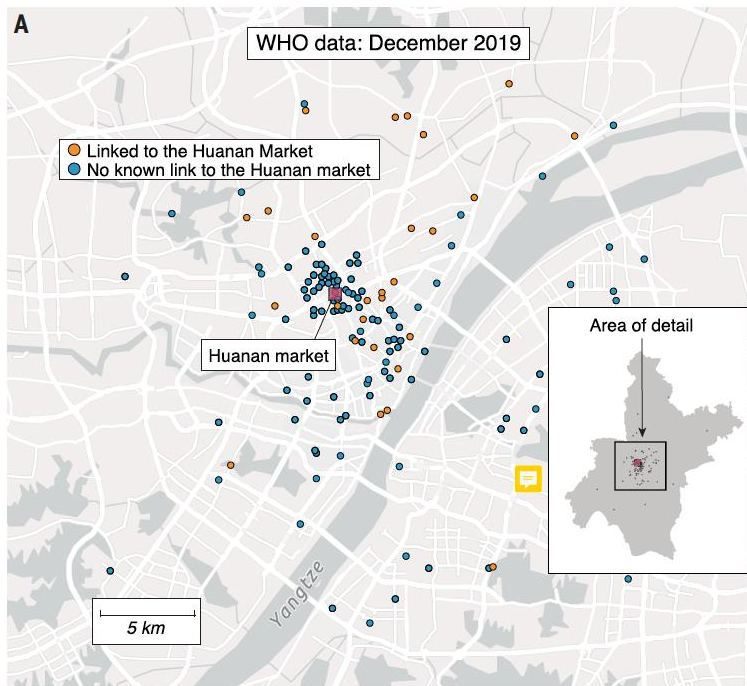 A
WHO data: December 2019
Linked to the Huanan Market
No known link to the Huanan market
Huanan market
Area of detail
Yangtze
5 km